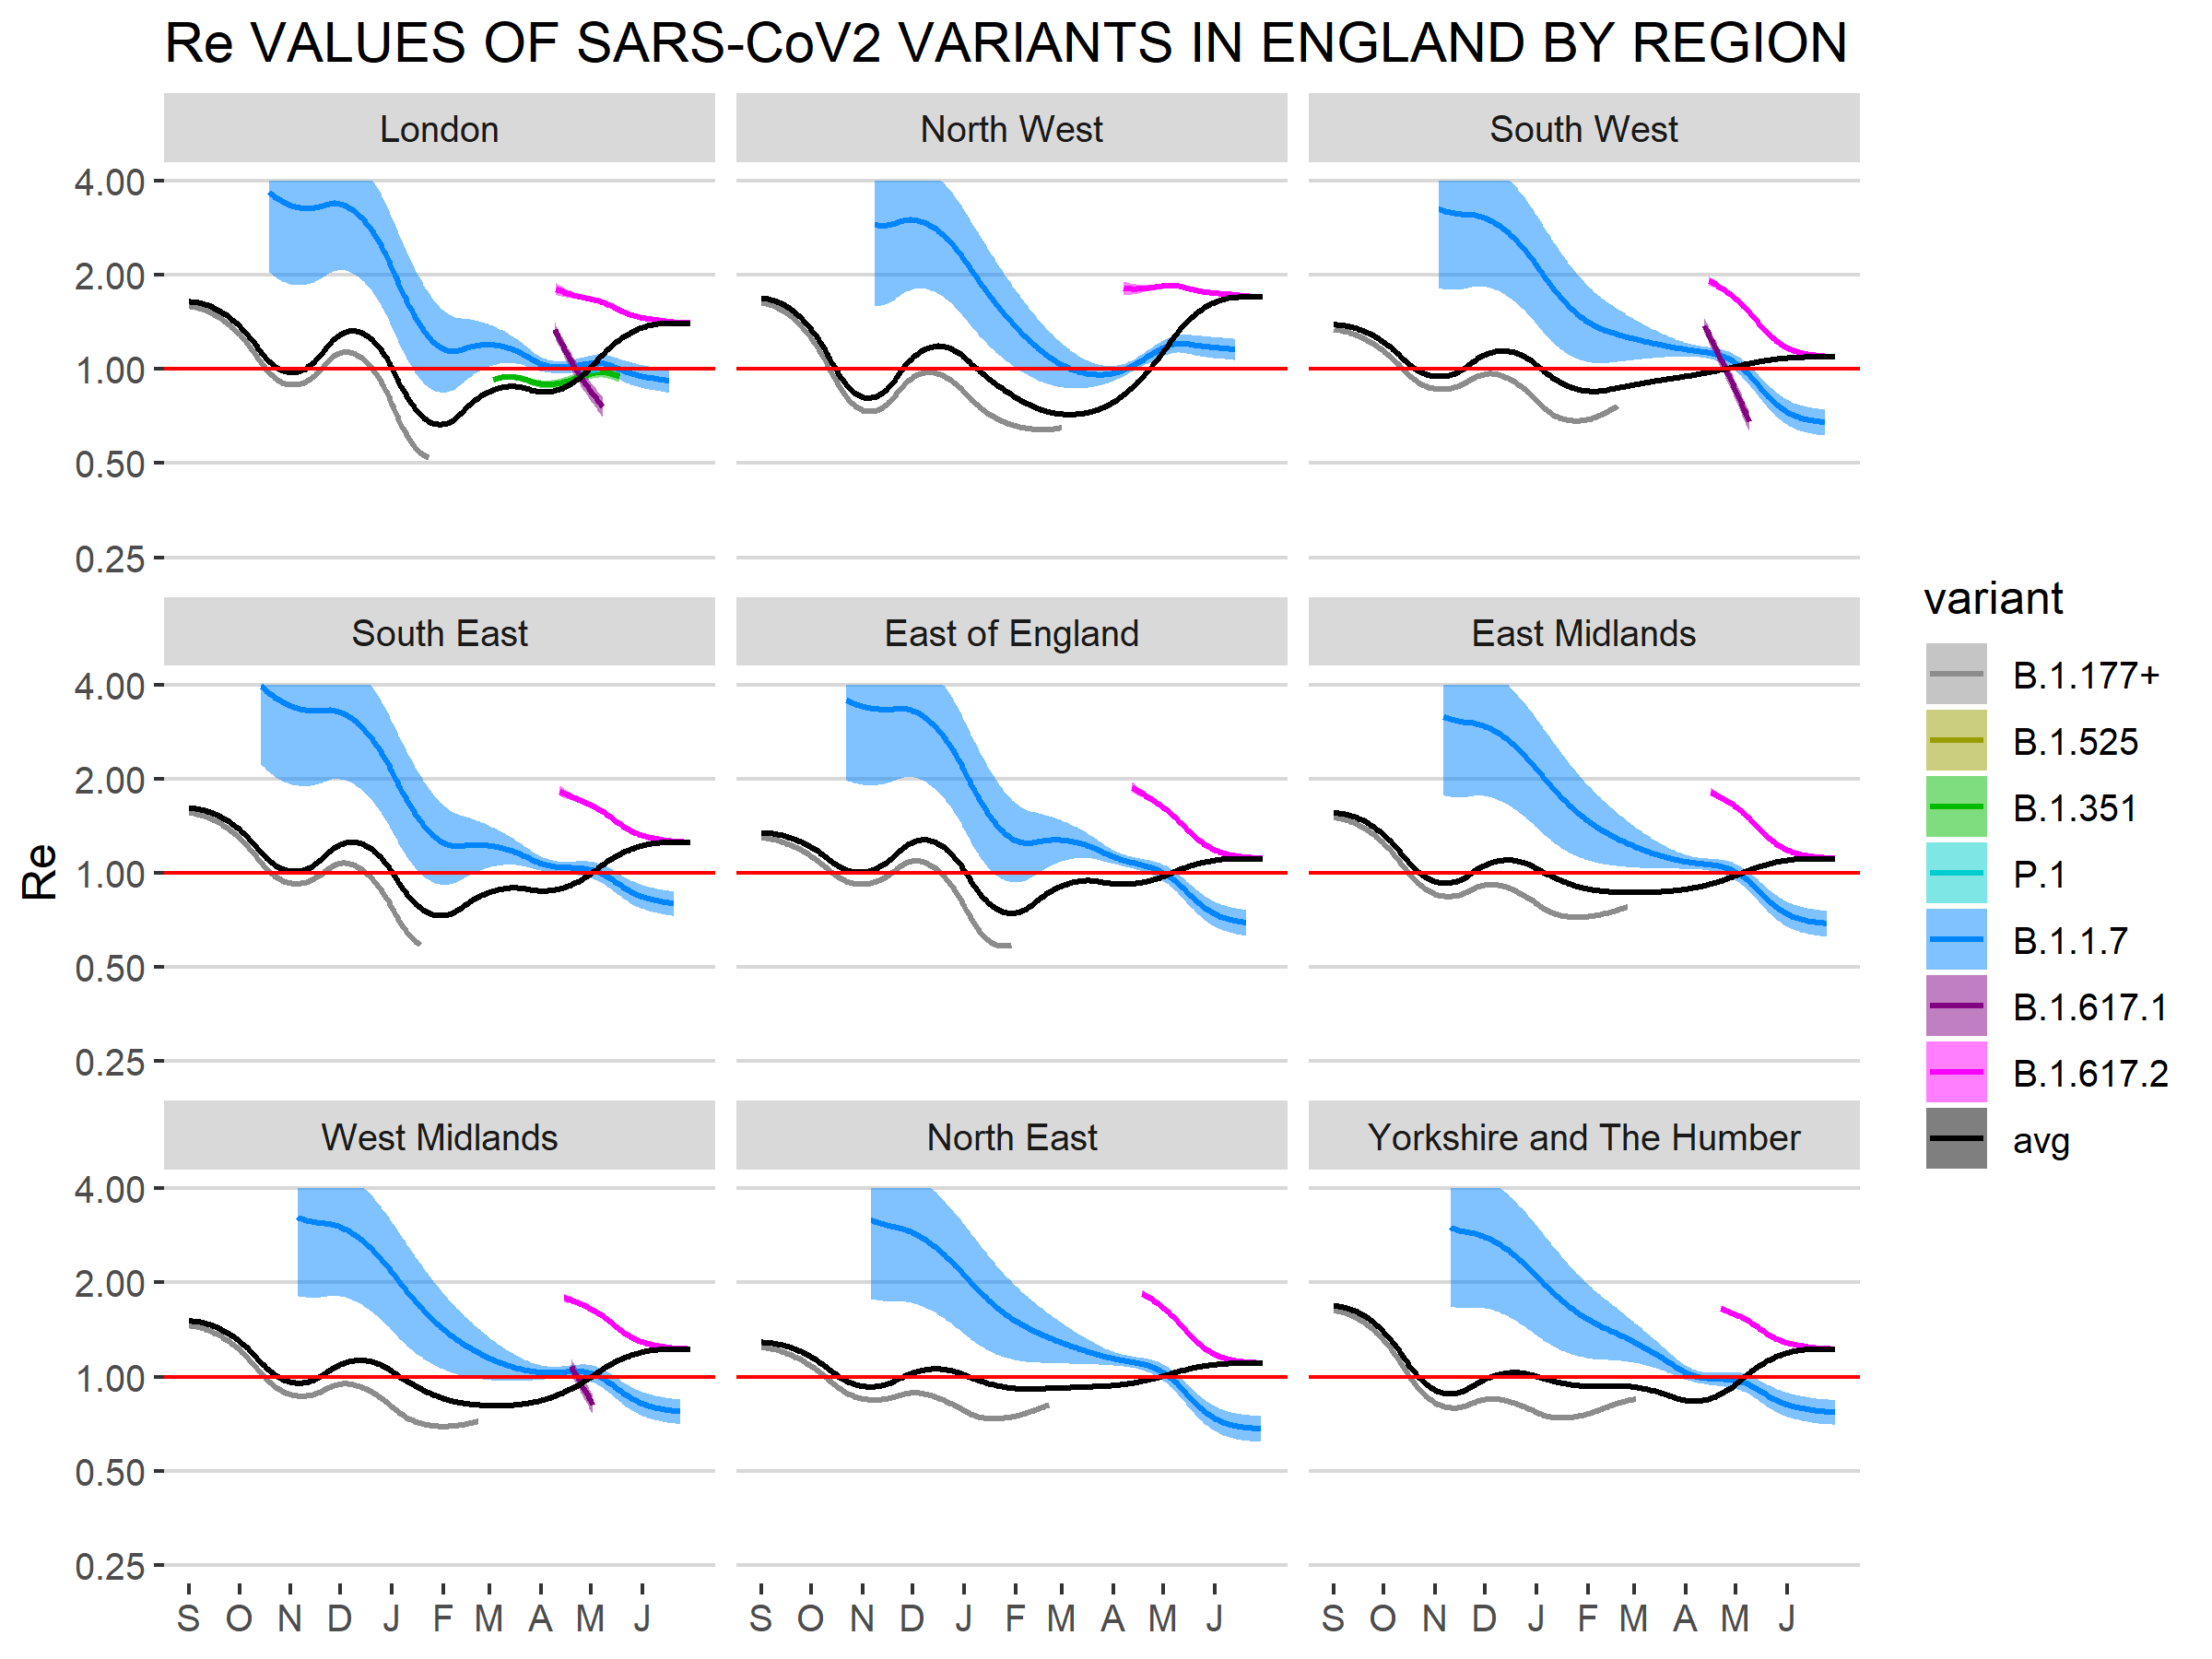 Re VALUES OF SARS-CoV2 VARIANTS IN ENGLAND BY REGION
London
North West
South West
4.00
2.00
1.00
0.50
0.25
South East
East of England
East Midlands
4.00
2.00
1.00
0.50
0.25
Re
West Midlands
North East
Yorkshire and The Humber
4.00
2.00
1.00
0.50
0.25
S O N D J F M A M J
S O N D J F M A M J
S O N D J F M A M J
variant
B.1.177+
B.1.525
B.1.351
P.1
B.1.1.7
B.1.617.1
B.1.617.2
avg